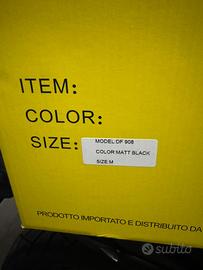 ITEM:
COLOR:
SIZE:
MODEL:DF 908
COLOR:MATT BLACK
SIZE:M
PRODOTTO IMPORTATO E DISTRIBUITO DA
subito